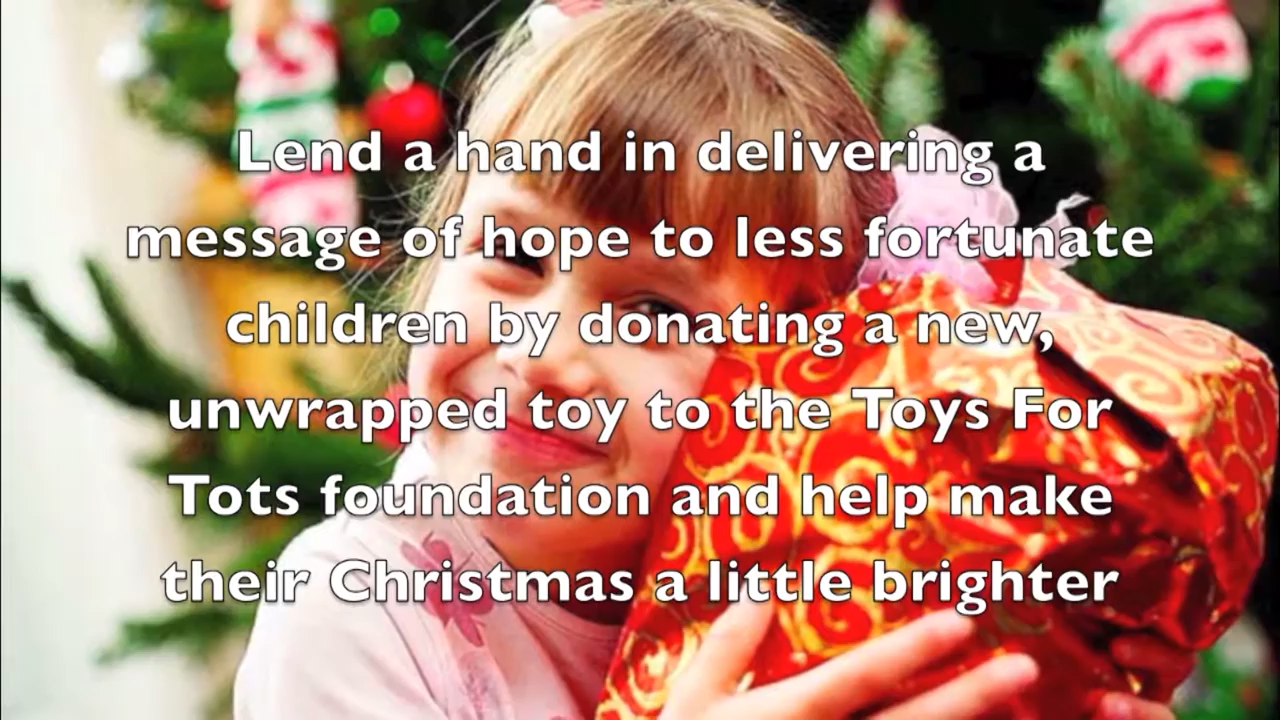 Lend a hand in delivering a
message of hope to less fortunate
children by donating a new,
unwrapped toy to the Toys For
Tots foundation and help make
their Christmas a little brighter